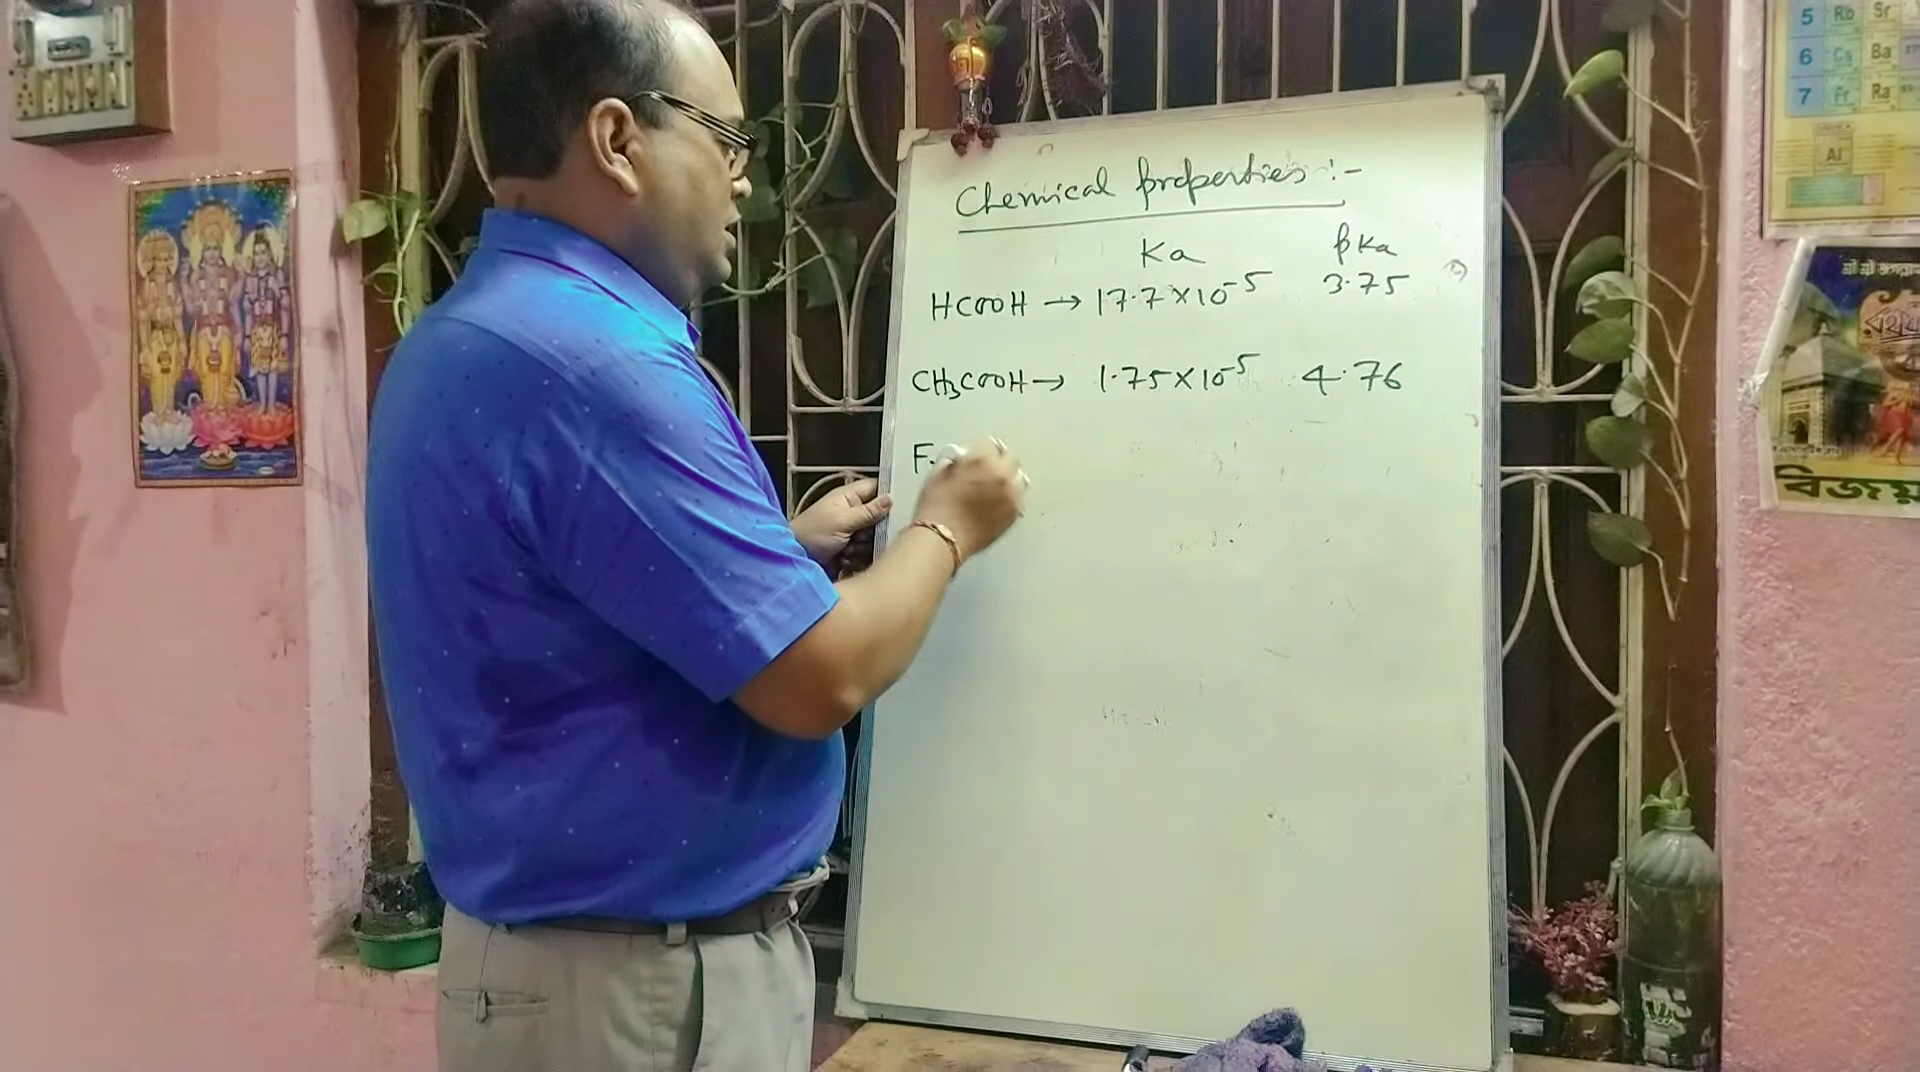 Chemical properties :-
Ka pKa
HCOOH → 17.7 × 10⁻⁵ 3.75
CH₃COOH → 1.75 × 10⁻⁵ 4.76
F.
5 Rb Sr
6 Cs Ba
7 Fr Ra
Al
বিজয়